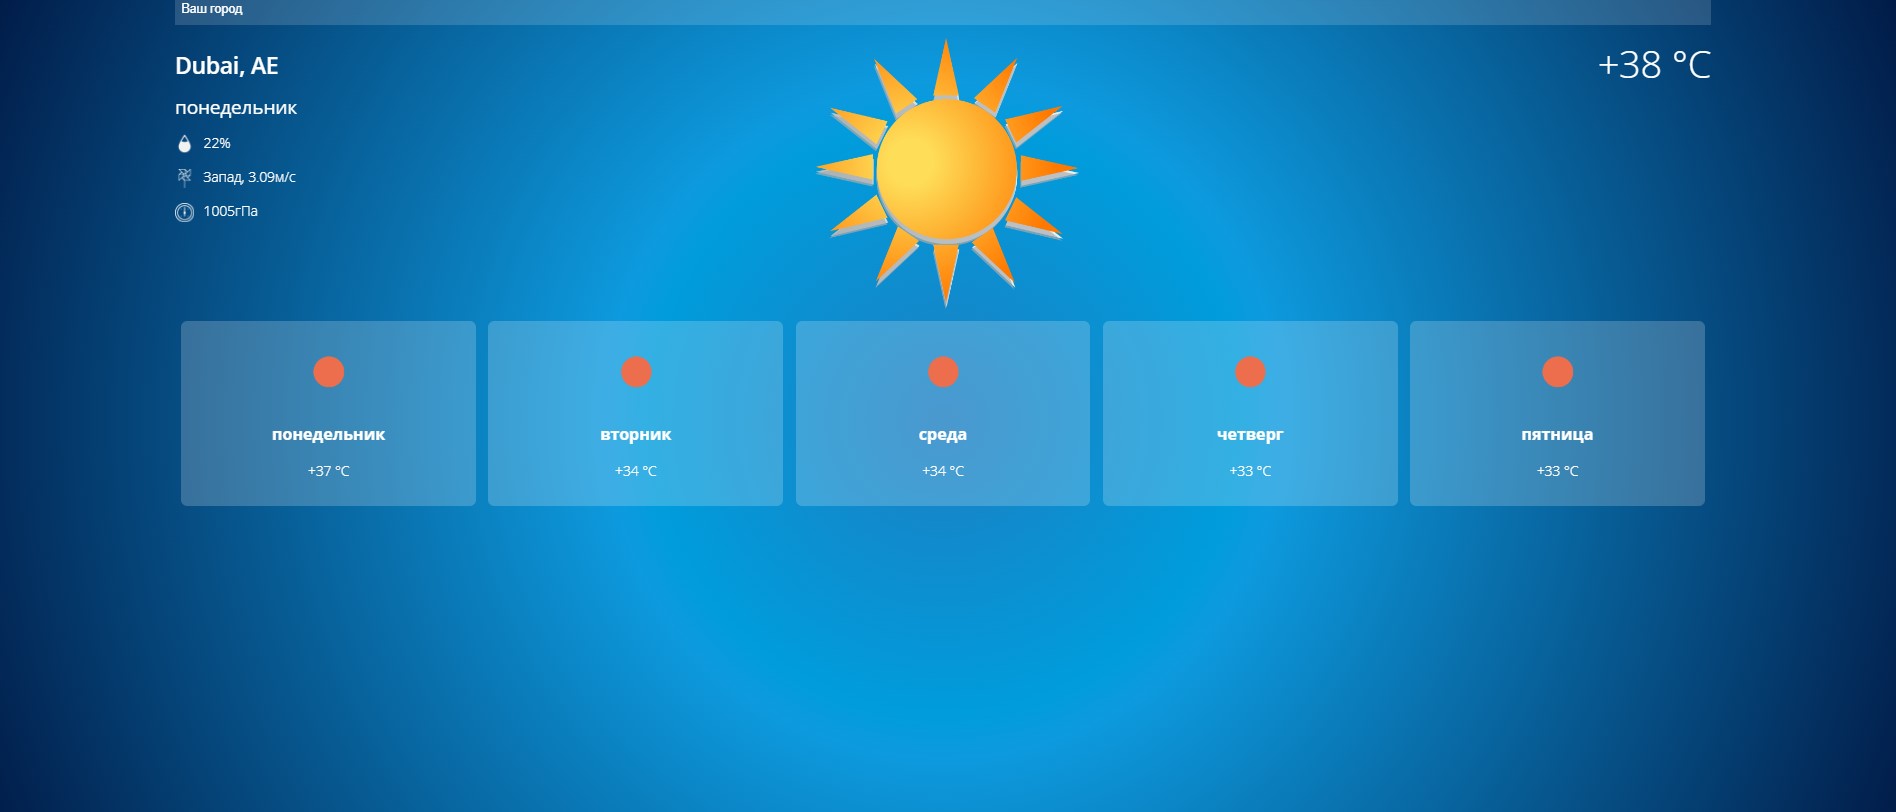 Ваш город
Dubai, AE
+38 °C
понедельник
22%
Запад, 3.09м/с
1005гПа
понедельник
+37 °C
вторник
+34 °C
среда
+34 °C
четверг
+33 °C
пятница
+33 °C